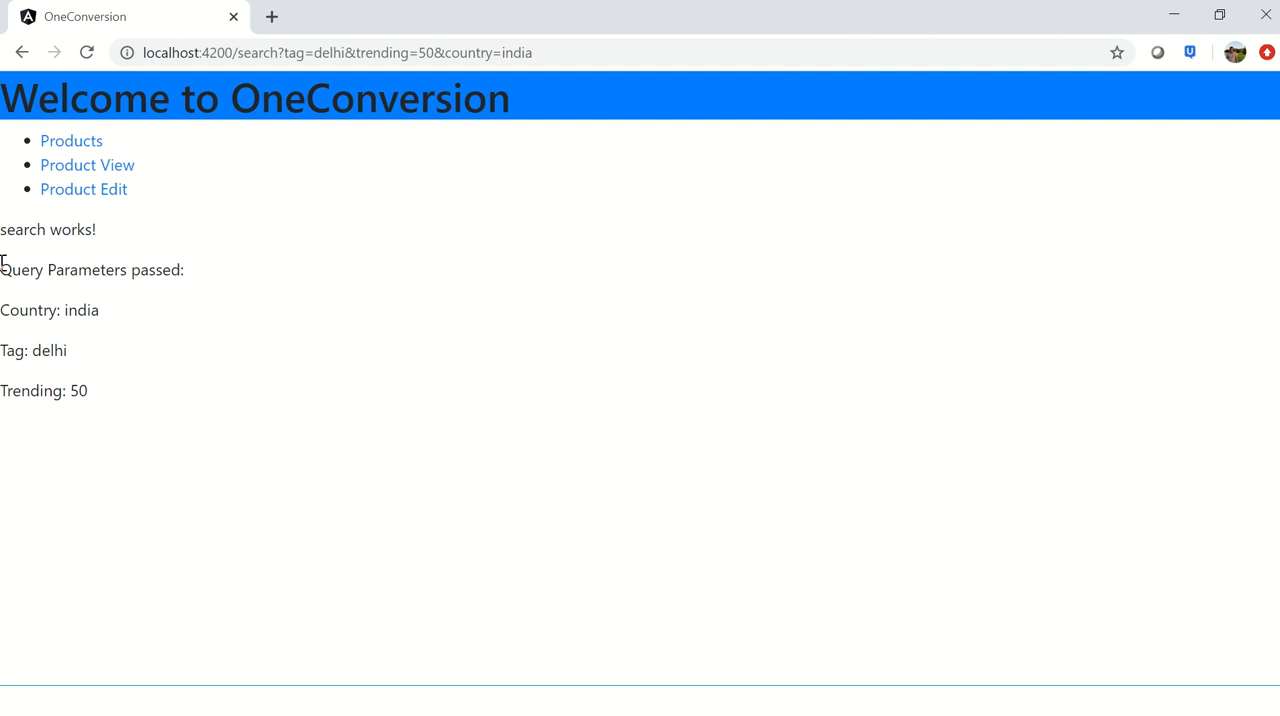 OneConversion
localhost:4200/search?tag=delhi&trending=50&country=india
Welcome to OneConversion
Products
Product View
Product Edit
search works!
Query Parameters passed:
Country: india
Tag: delhi
Trending: 50